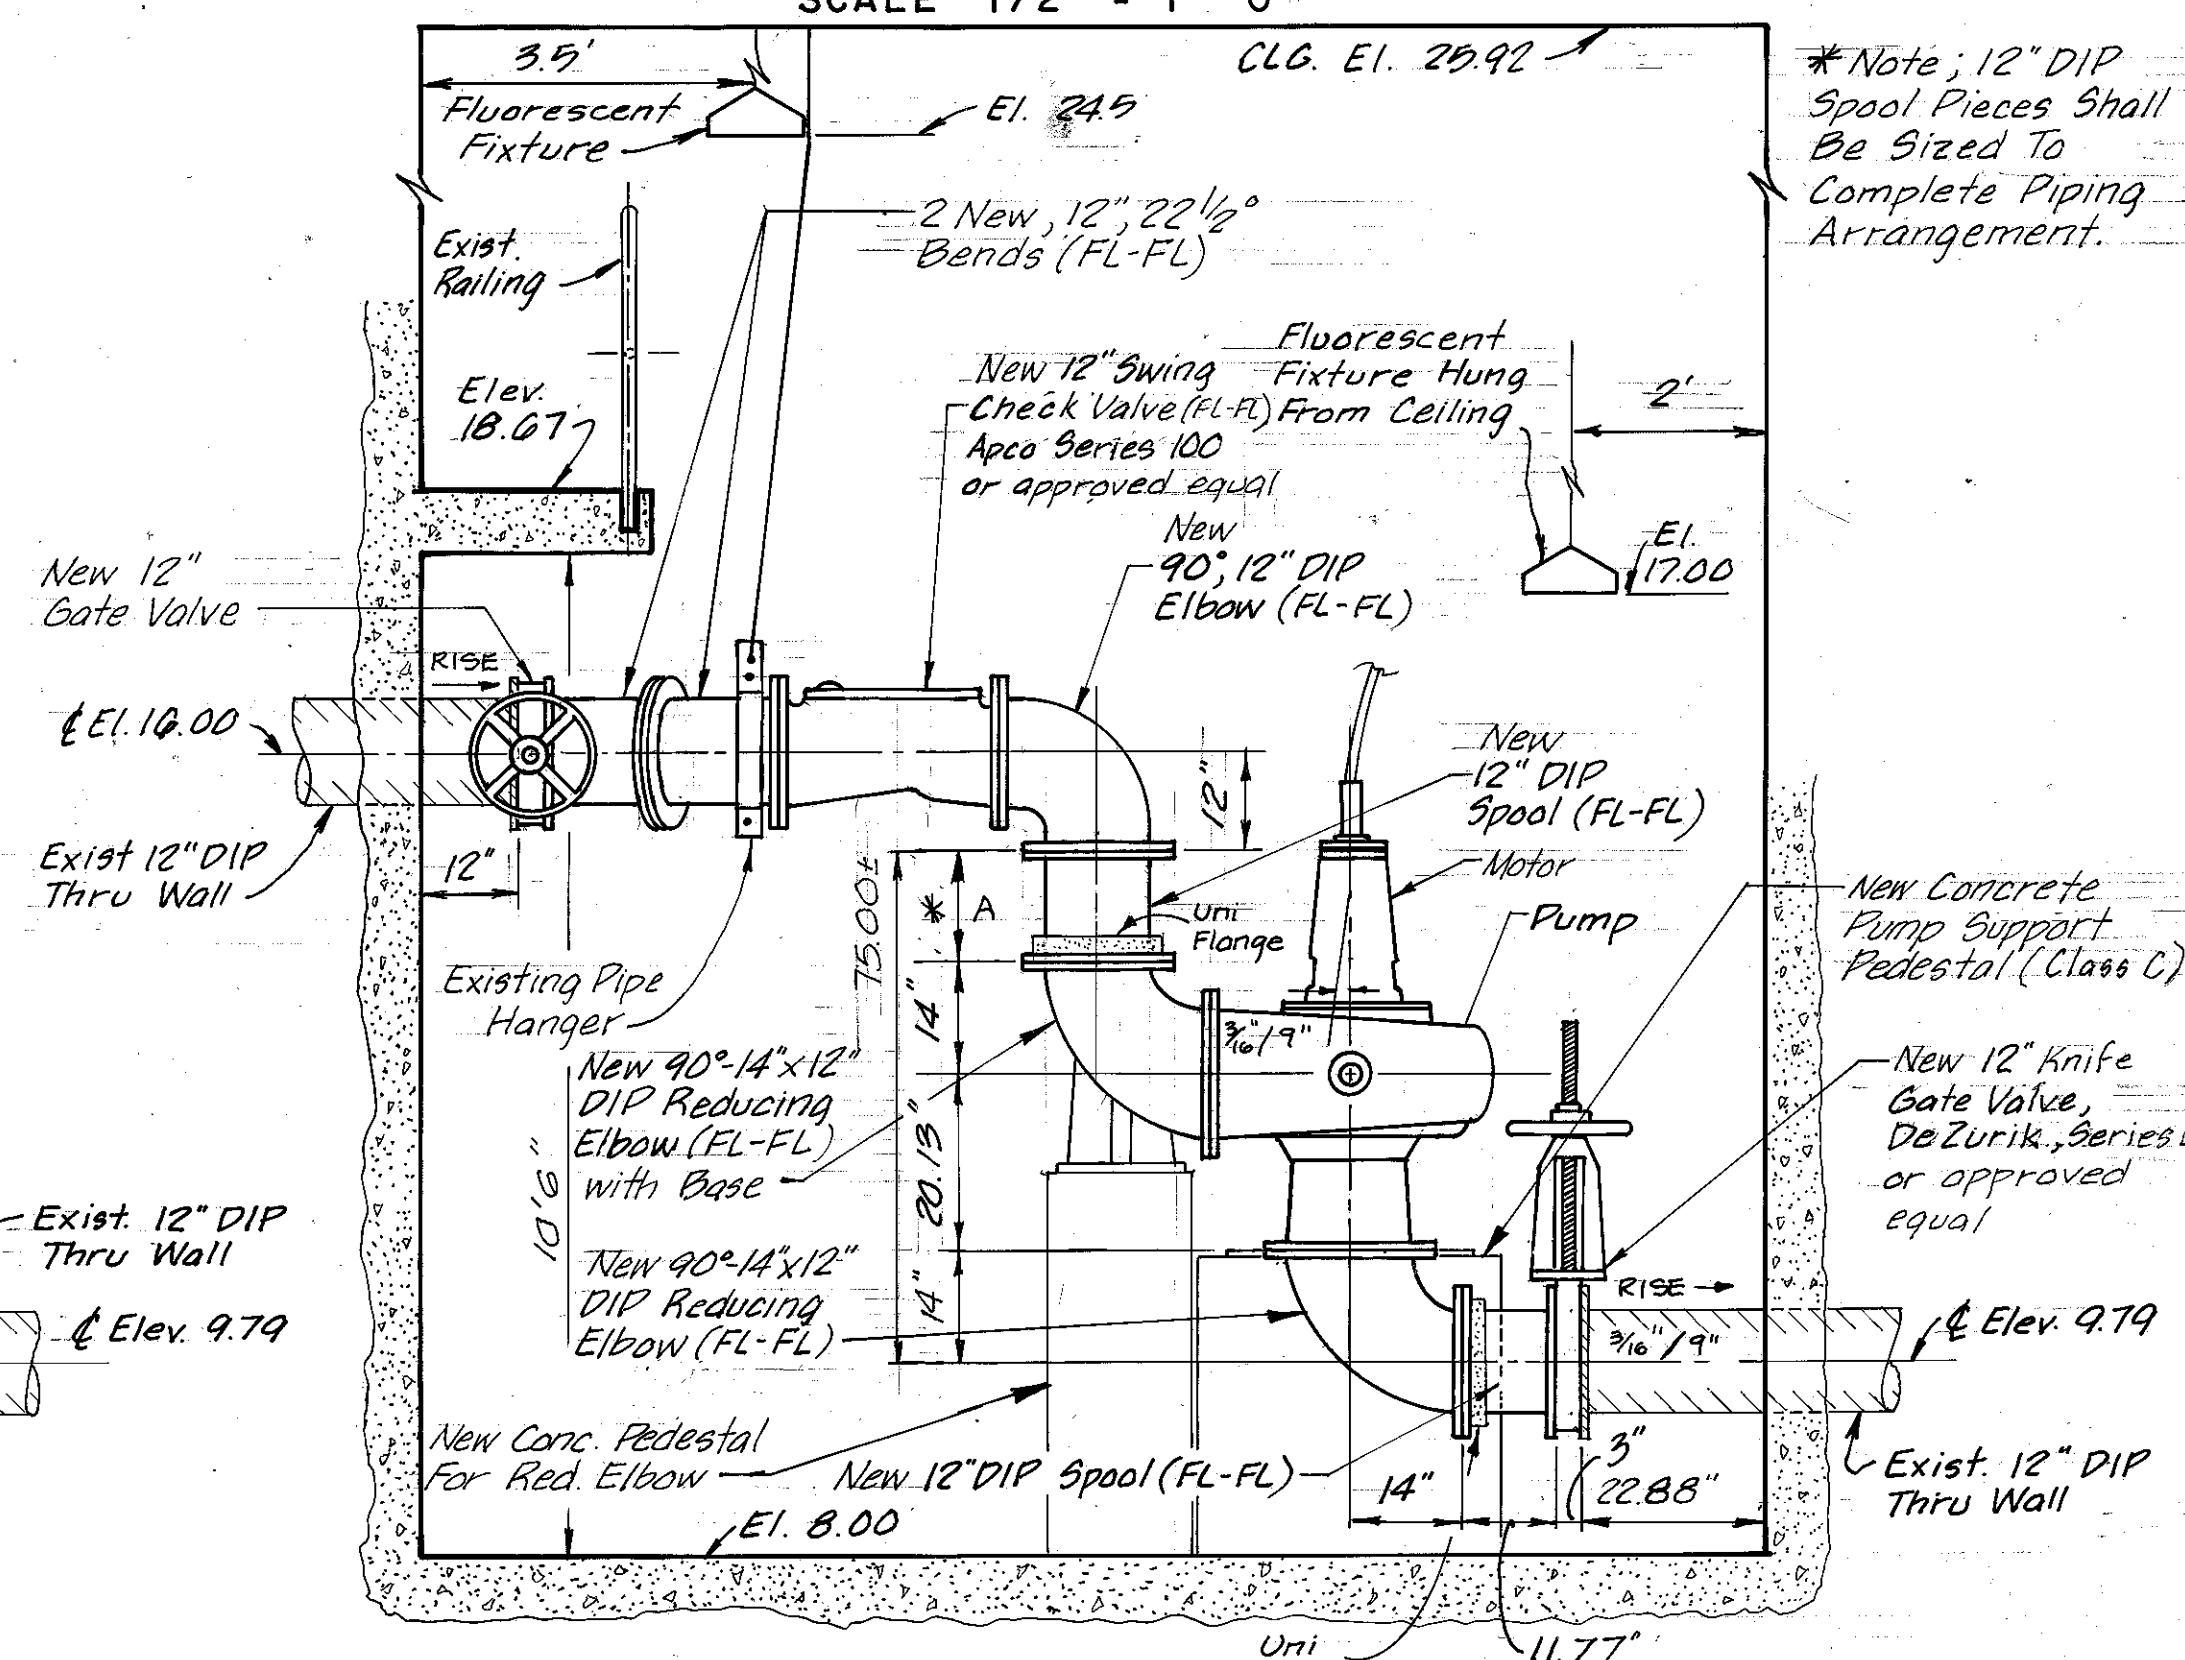 SCALE 1/2" - 1' 0"
3.5'
CLG. El. 25.92
* Note; 12" DIP
Spool Pieces Shall
Be Sized To
Complete Piping
Arrangement.
Fluorescent
Fixture
El. 24.5
2 New, 12", 22 1/2°
Bends (FL-FL)
Exist.
Railing
Elev.
18.67
New 12" Swing
Check Valve (FL-FL)
Apco Series 100
or approved equal
Fluorescent
Fixture Hung
From Ceiling
2'
New
90°, 12" DIP
Elbow (FL-FL)
El.
17.00
New 12"
Gate Valve
RISE
℄ El. 16.00
Exist 12" DIP
Thru Wall
12"
12"
New
12" DIP
Spool (FL-FL)
Motor
Pump
75.00±
* A
Uni
Flange
New Concrete
Pump Support
Pedestal (Class C)
Existing Pipe
Hanger
14"
3/16"/9"
New 90°-14"x12"
DIP Reducing
Elbow (FL-FL)
with Base
New 12" Knife
Gate Valve,
DeZurik, Series
or approved
equal
10'6"
20.13"
Exist. 12" DIP
Thru Wall
℄ Elev. 9.79
New 90°-14"x12"
DIP Reducing
Elbow (FL-FL)
14"
RISE
3/16"/9"
℄ Elev. 9.79
New Conc. Pedestal
For Red. Elbow
New 12" DIP Spool (FL-FL)
14"
3"
22.88"
Exist. 12" DIP
Thru Wall
El. 8.00
Uni
11.77"